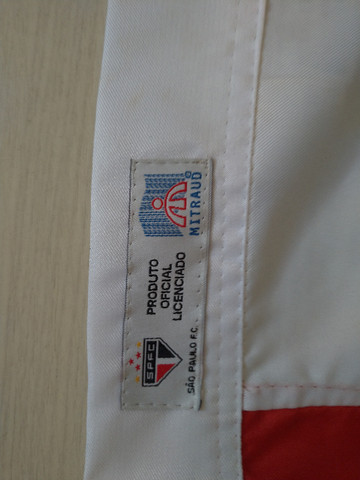 MITRAUD
PRODUTO
OFICIAL
LICENCIADO
SPFC
SÃO PAULO F.C.